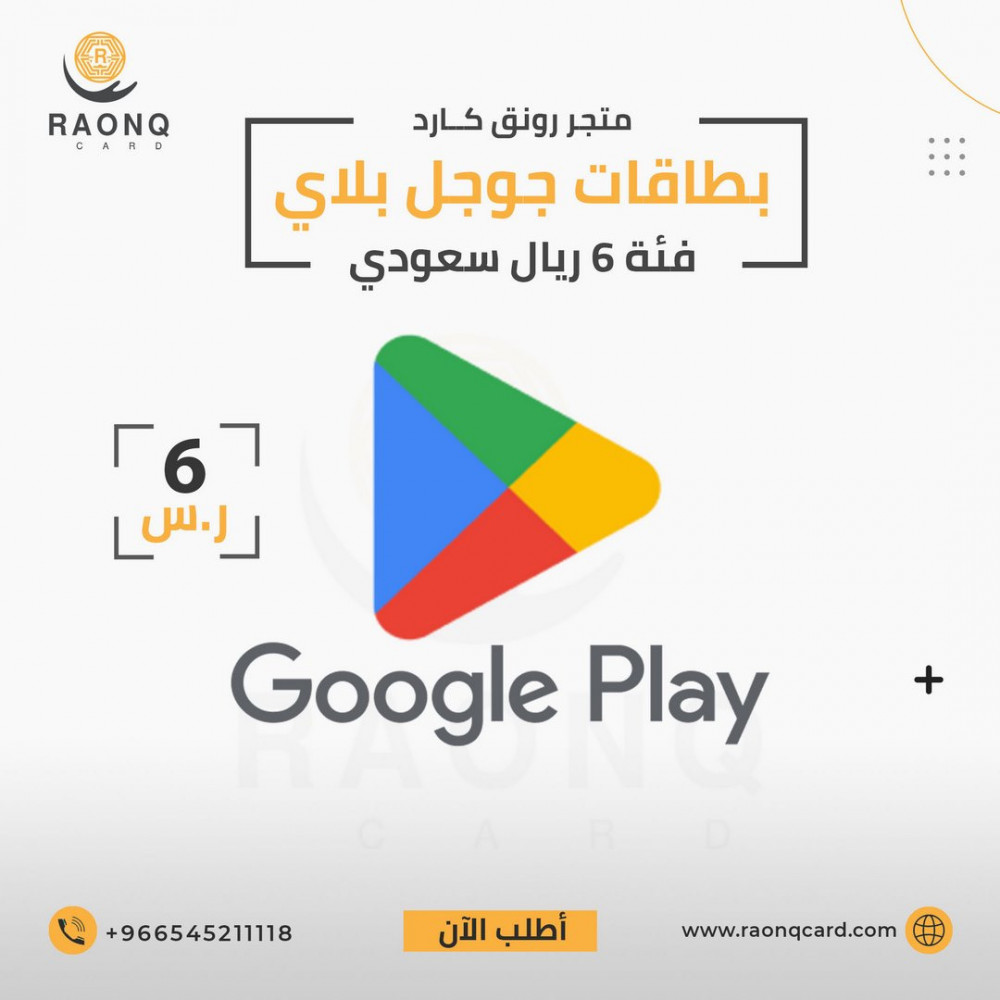 RAONQ
CARD
متجر رونق كــارد
بطاقات جوجل بلاي
فئة 6 ريال سعودي
6
ر.س
Google Play
RAONQ
CARD
+966545211118
أطلب الآن
www.raonqcard.com